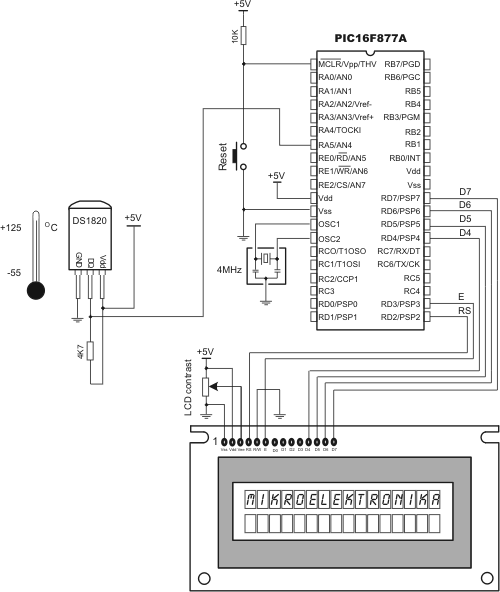 +5V
10K
PIC16F877A
MCLR/Vpp/THV RB7/PGD
RA0/AN0 RB6/PGC
RA1/AN1 RB5
RA2/AN2/Vref- RB4
RA3/AN3/Vref+ RB3/PGM
RA4/TOCKI RB2
RA5/AN4 RB1
RE0/RD/AN5 RB0/INT
RE1/WR/AN6 Vdd
RE2/CS/AN7 Vss
Vdd RD7/PSP7
Vss RD6/PSP6
OSC1 RD5/PSP5
OSC2 RD4/PSP4
RCO/T1OSO RC7/RX/DT
RC1/T1OSI RC6/TX/CK
RC2/CCP1 RC5
RC3 RC4
RD0/PSP0 RD3/PSP3
RD1/PSP1 RD2/PSP2
Reset
+5V
4MHz
D7
D6
D5
D4
E
RS
+125 °C
-55
DS1820
GND DQ Vdd
+5V
4K7
+5V
LCD contrast
1
Vss Vdd Vee RS R/W E D0 D1 D2 D3 D4 D5 D6 D7
MIKROELEKTRONIKA